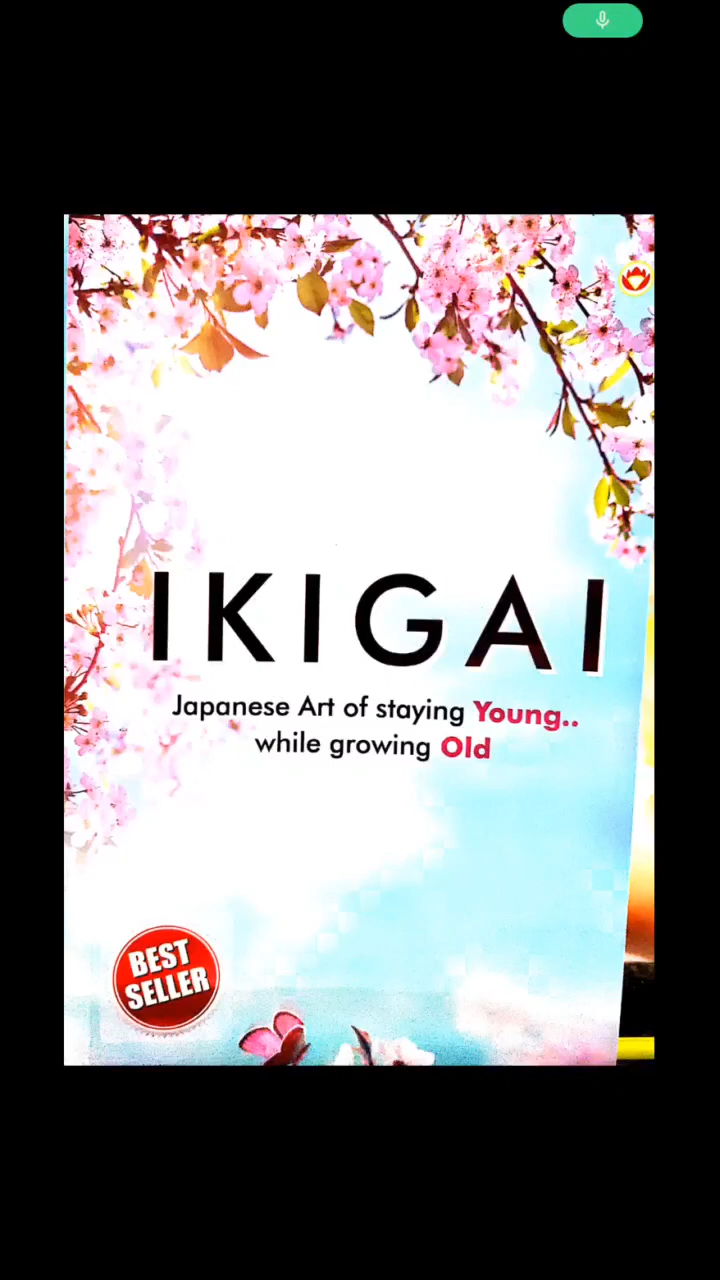 IKIGAI
Japanese Art of staying Young..
while growing Old
BEST
SELLER